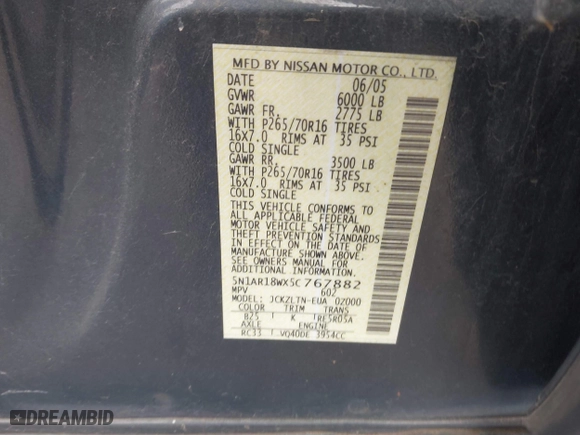 MFD BY NISSAN MOTOR CO., LTD.
DATE 06/05
GVWR 6000 LB
GAWR FR. 2775 LB
WITH P265/70R16 TIRES
16X7.0 RIMS AT 35 PSI
COLD SINGLE
GAWR RR. 3500 LB
WITH P265/70R16 TIRES
16X7.0 RIMS AT 35 PSI
COLD SINGLE
THIS VEHICLE CONFORMS TO
ALL APPLICABLE FEDERAL
MOTOR VEHICLE SAFETY AND
THEFT PREVENTION STANDARDS
IN EFFECT ON THE DATE OF
MANUFACTURE SHOWN ABOVE.
SEE OWNERS MANUAL FOR
ADDITIONAL INFORMATION.
5N1AR18WX5C767882
MPV 602
MODEL: JCKZLTN-EUA 02000
COLOR TRIM TRANS
B25 K RE5R05A
AXLE ENGINE
RC33 VQ40DE 3954CC
DREAMBID